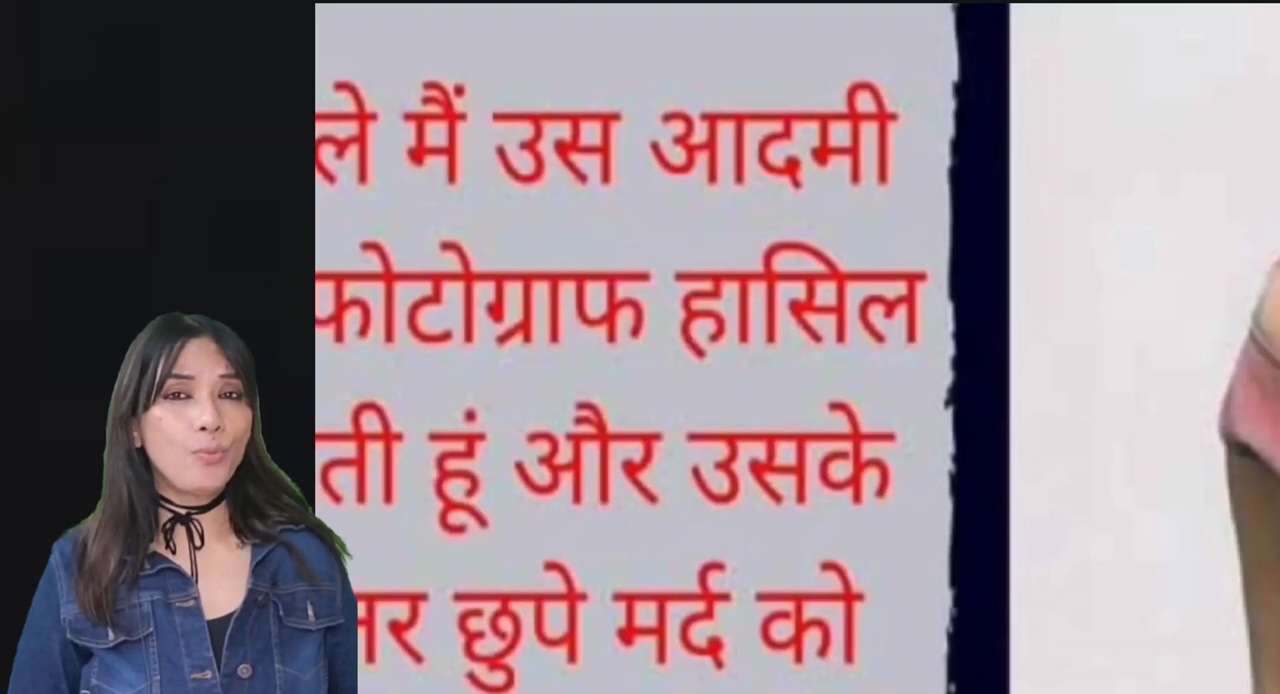 ले मैं उस आदमी
फोटोग्राफ हासिल
ती हूं और उसके
छुपे मर्द को